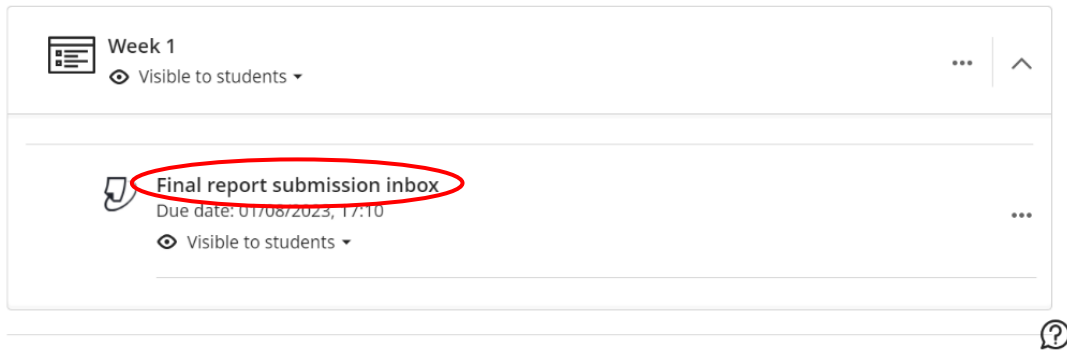 Week 1
Visible to students
Final report submission inbox
Due date: 01/08/2023, 17:10
Visible to students